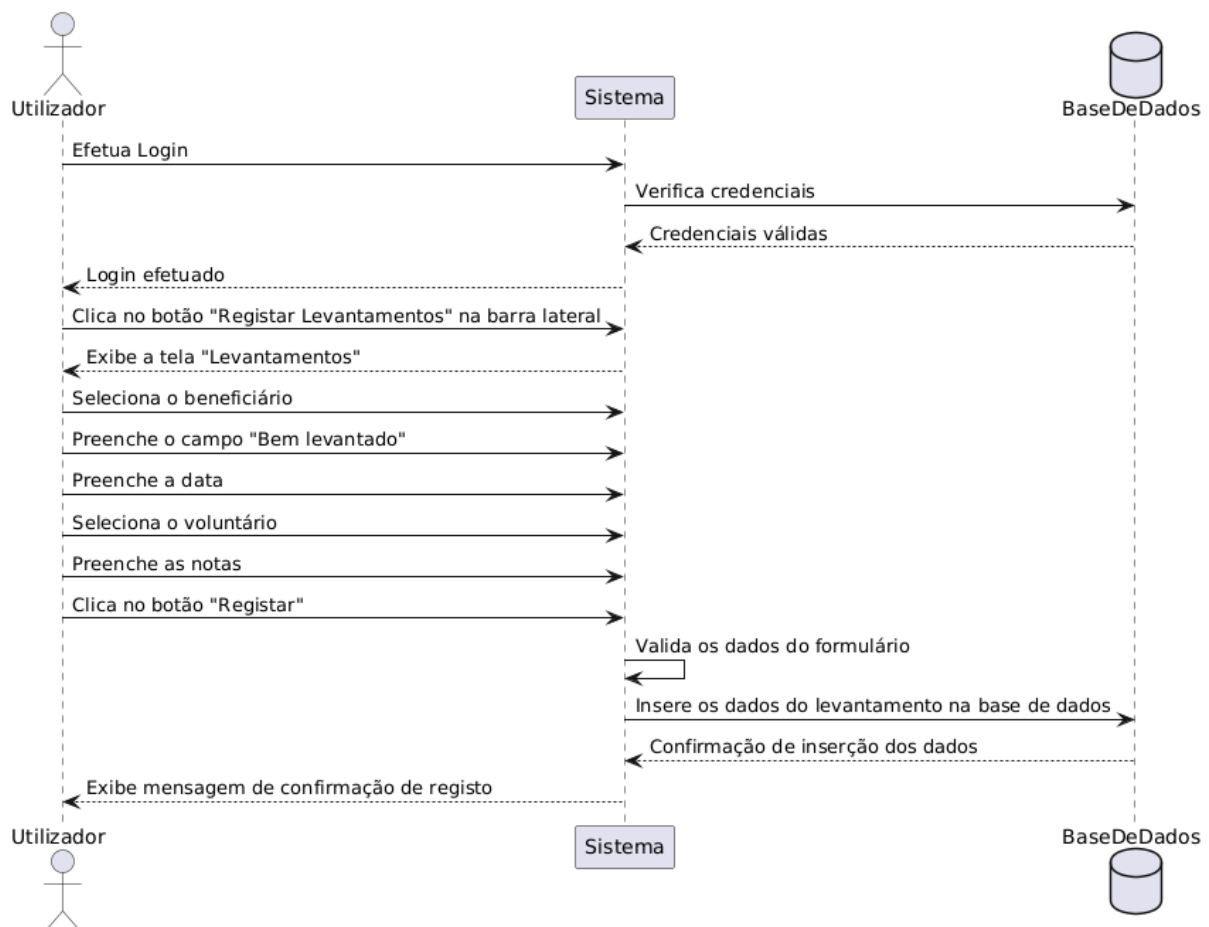 Utilizador
Sistema
BaseDeDados
Efetua Login
Verifica credenciais
Credenciais válidas
Login efetuado
Clica no botão "Registar Levantamentos" na barra lateral
Exibe a tela "Levantamentos"
Seleciona o beneficiário
Preenche o campo "Bem levantado"
Preenche a data
Seleciona o voluntário
Preenche as notas
Clica no botão "Registar"
Valida os dados do formulário
Insere os dados do levantamento na base de dados
Confirmação de inserção dos dados
Exibe mensagem de confirmação de registo
Utilizador
Sistema
BaseDeDados